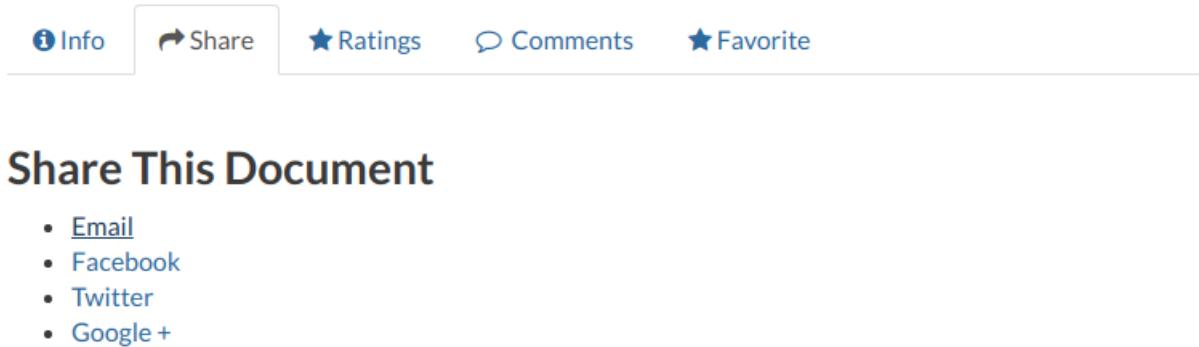 Info Share Ratings Comments Favorite
Share This Document
Email
Facebook
Twitter
Google +